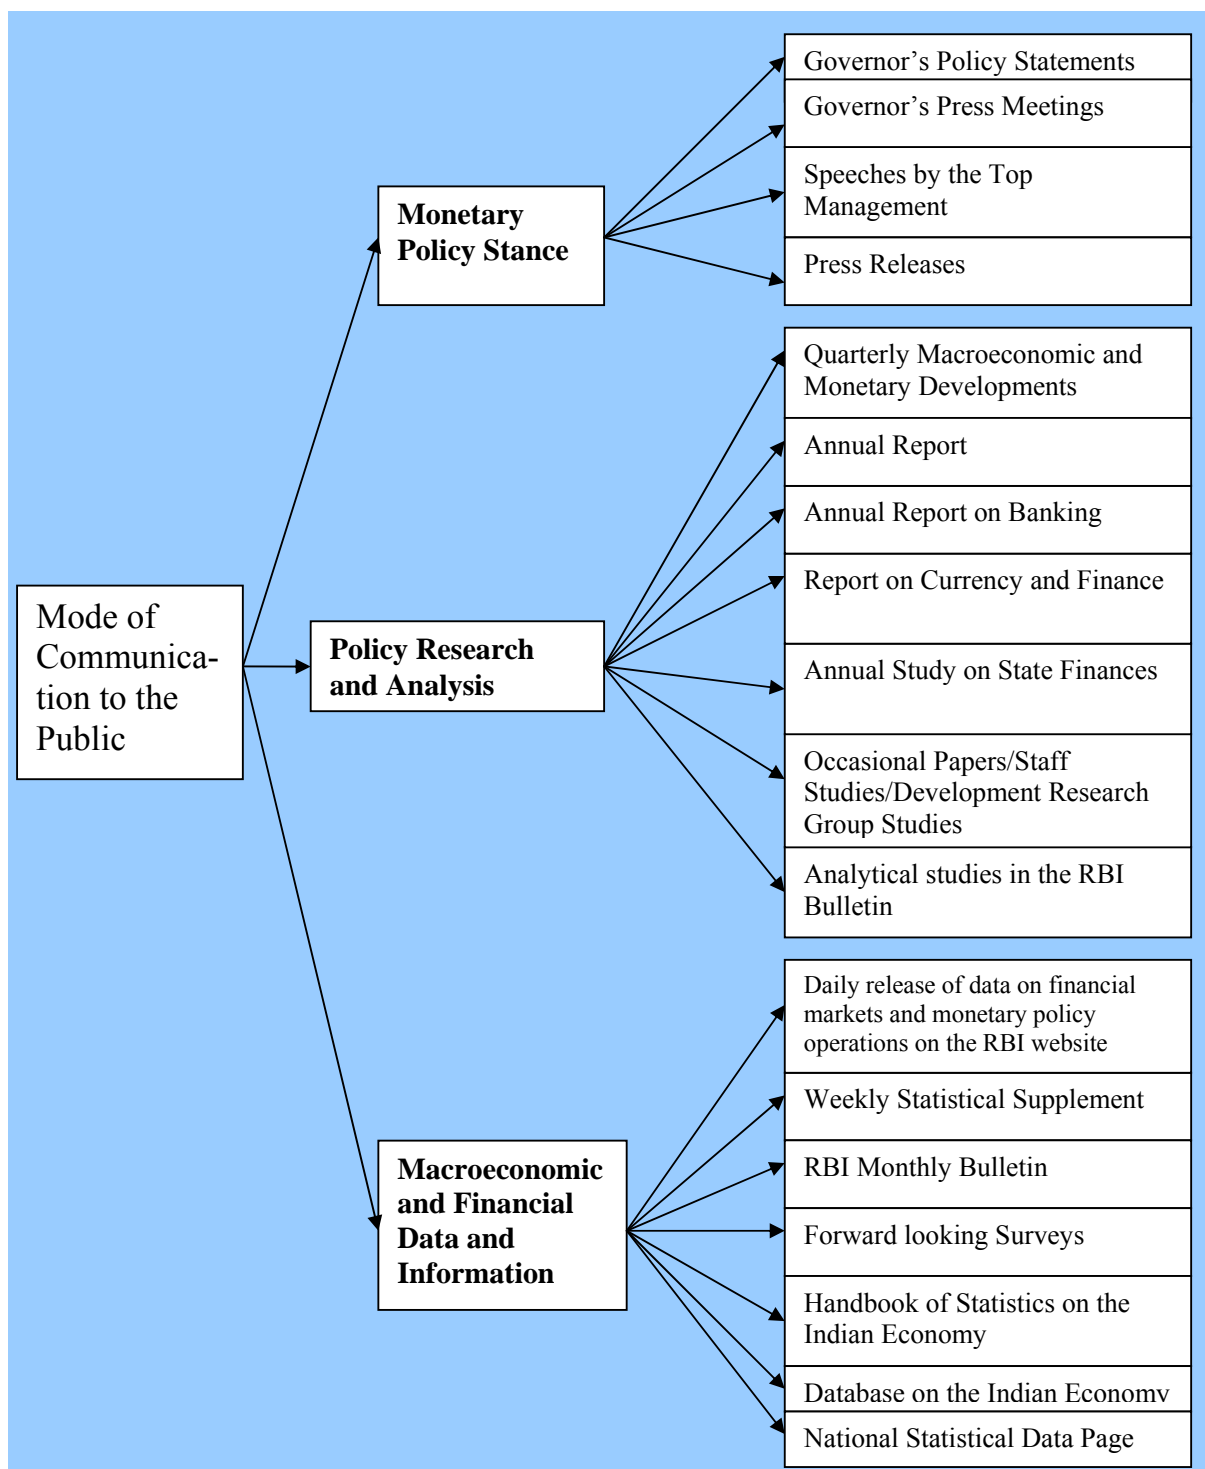 Mode of
Communica-
tion to the
Public
Monetary
Policy Stance
Governor’s Policy Statements
Governor’s Press Meetings
Speeches by the Top
Management
Press Releases
Policy Research
and Analysis
Quarterly Macroeconomic and
Monetary Developments
Annual Report
Annual Report on Banking
Report on Currency and Finance
Annual Study on State Finances
Occasional Papers/Staff
Studies/Development Research
Group Studies
Analytical studies in the RBI
Bulletin
Macroeconomic
and Financial
Data and
Information
Daily release of data on financial
markets and monetary policy
operations on the RBI website
Weekly Statistical Supplement
RBI Monthly Bulletin
Forward looking Surveys
Handbook of Statistics on the
Indian Economy
Database on the Indian Economy
National Statistical Data Page